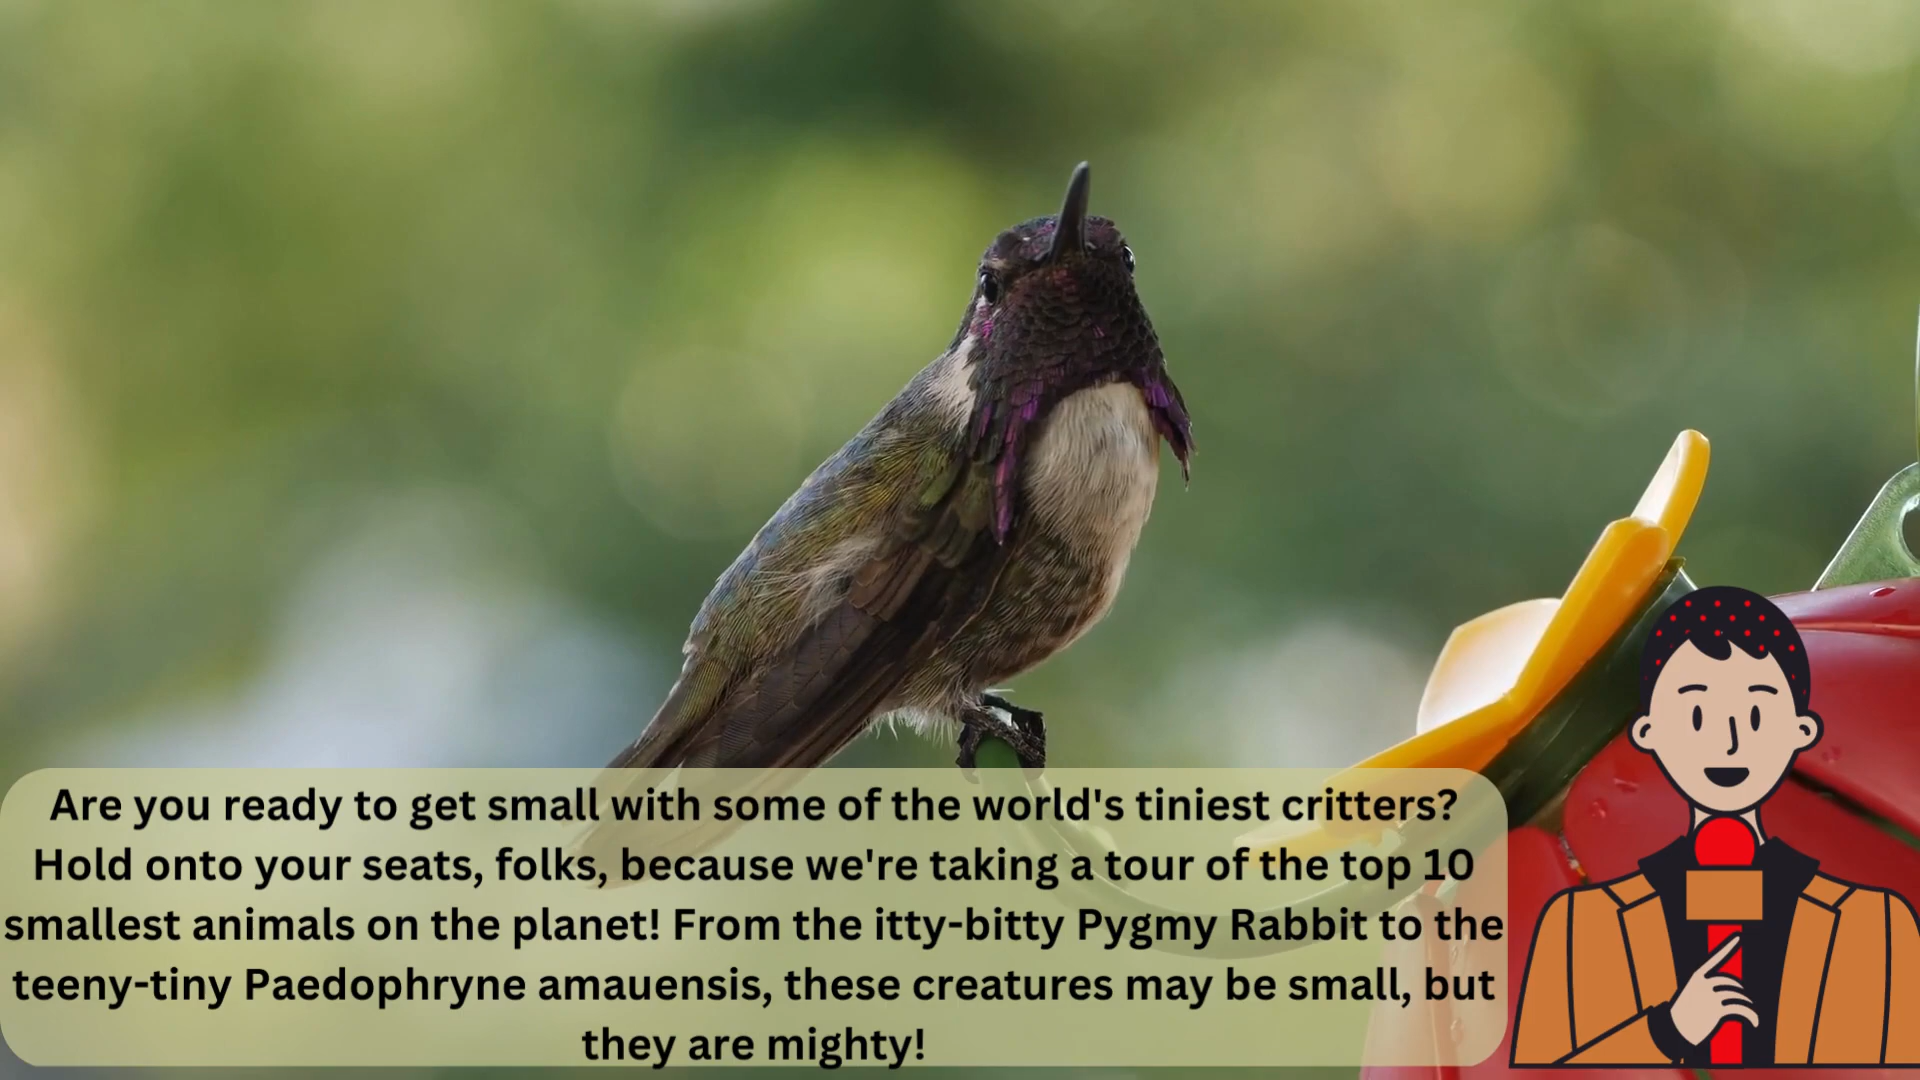 Are you ready to get small with some of the world's tiniest critters?
Hold onto your seats, folks, because we're taking a tour of the top 10
smallest animals on the planet! From the itty-bitty Pygmy Rabbit to the
teeny-tiny Paedophryne amauensis, these creatures may be small, but
they are mighty!